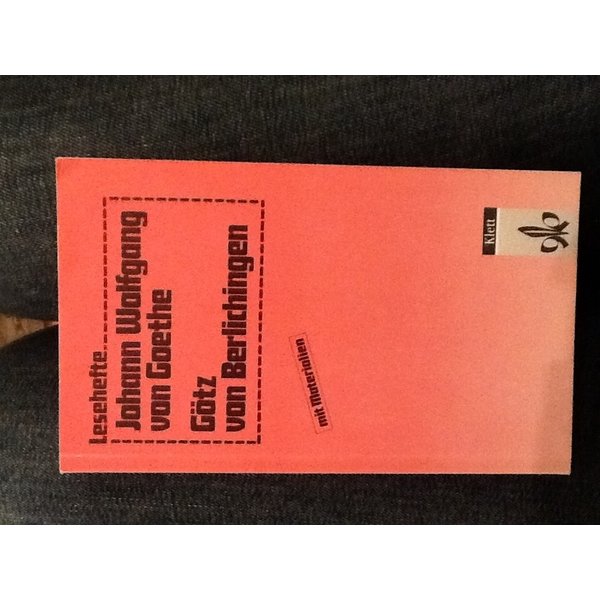 Lesehefte
Johann Wolfgang
von Goethe
Götz
von Berlichingen
mit Materialien
Klett